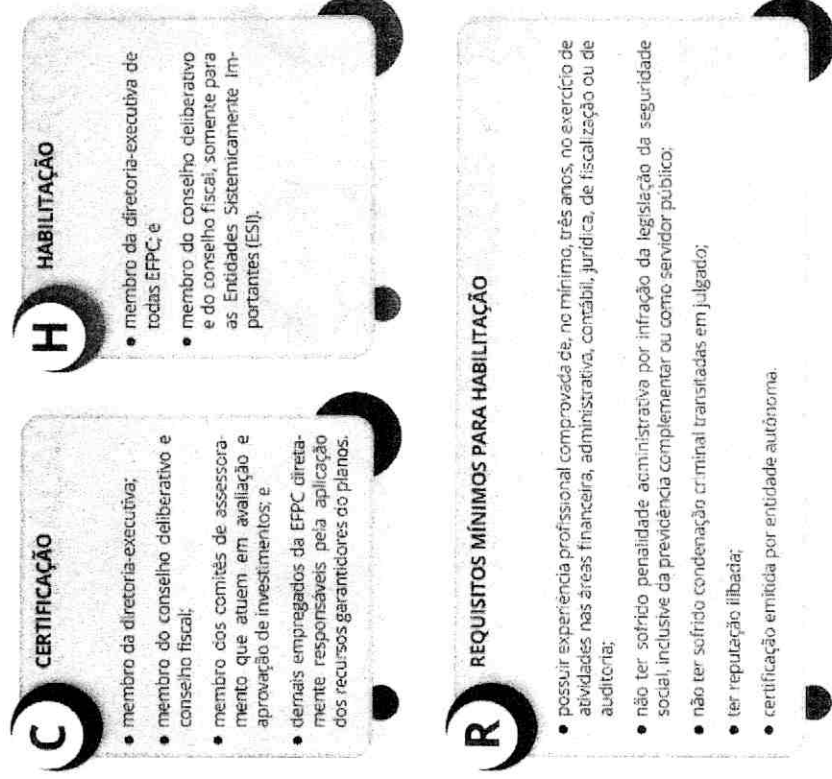 C
CERTIFICAÇÃO
• membro da diretoria-executiva;
• membro do conselho deliberativo e
conselho fiscal;
• membro dos comitês de assessora-
mento que atuem em avaliação e
aprovação de investimentos; e
• demais empregados da EFPC direta-
mente responsáveis pela aplicação
dos recursos garantidores do planos.
H
HABILITAÇÃO
• membro da diretoria-executiva de
todas EFPC; e
• membro do conselho deliberativo
e do conselho fiscal, somente para
as Entidades Sistemicamente Im-
portantes (ESI).
R
REQUISITOS MÍNIMOS PARA HABILITAÇÃO
• possuir experiência profissional comprovada de, no mínimo, três anos, no exercício de
atividades nas áreas financeira, administrativa, contábil, jurídica, de fiscalização ou de
auditoria;
• não ter sofrido penalidade administrativa por infração da legislação da seguridade
social, inclusive da previdência complementar ou como servidor público;
• não ter sofrido condenação criminal transitadas em julgado;
• ter reputação ilibada;
• certificação emitida por entidade autônoma.